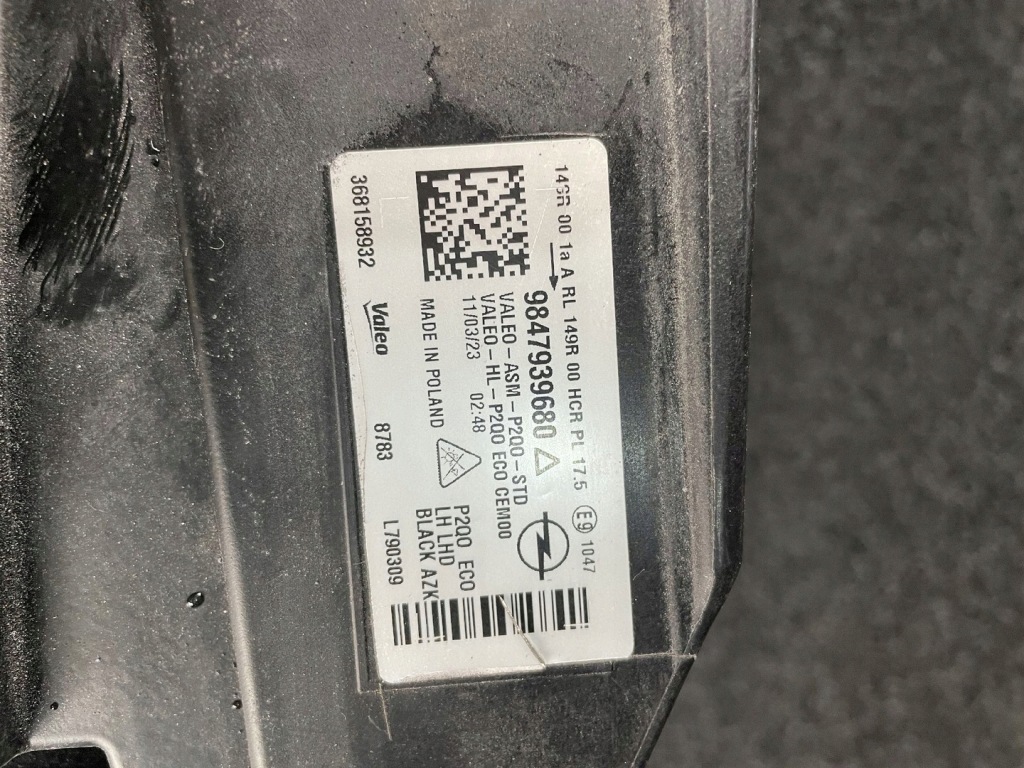 149R 00 1a A RL 149R 00 HCR PL 17.5 E9 1047
9847939680
VALEO-ASM-P2QO-STD
VALEO-HL-P2QO ECO CEM00
11/03/23 02:48
P2QO ECO
LH LHD
BLACK AZK
MADE IN POLAND
368158932 Valeo 8783 L790309